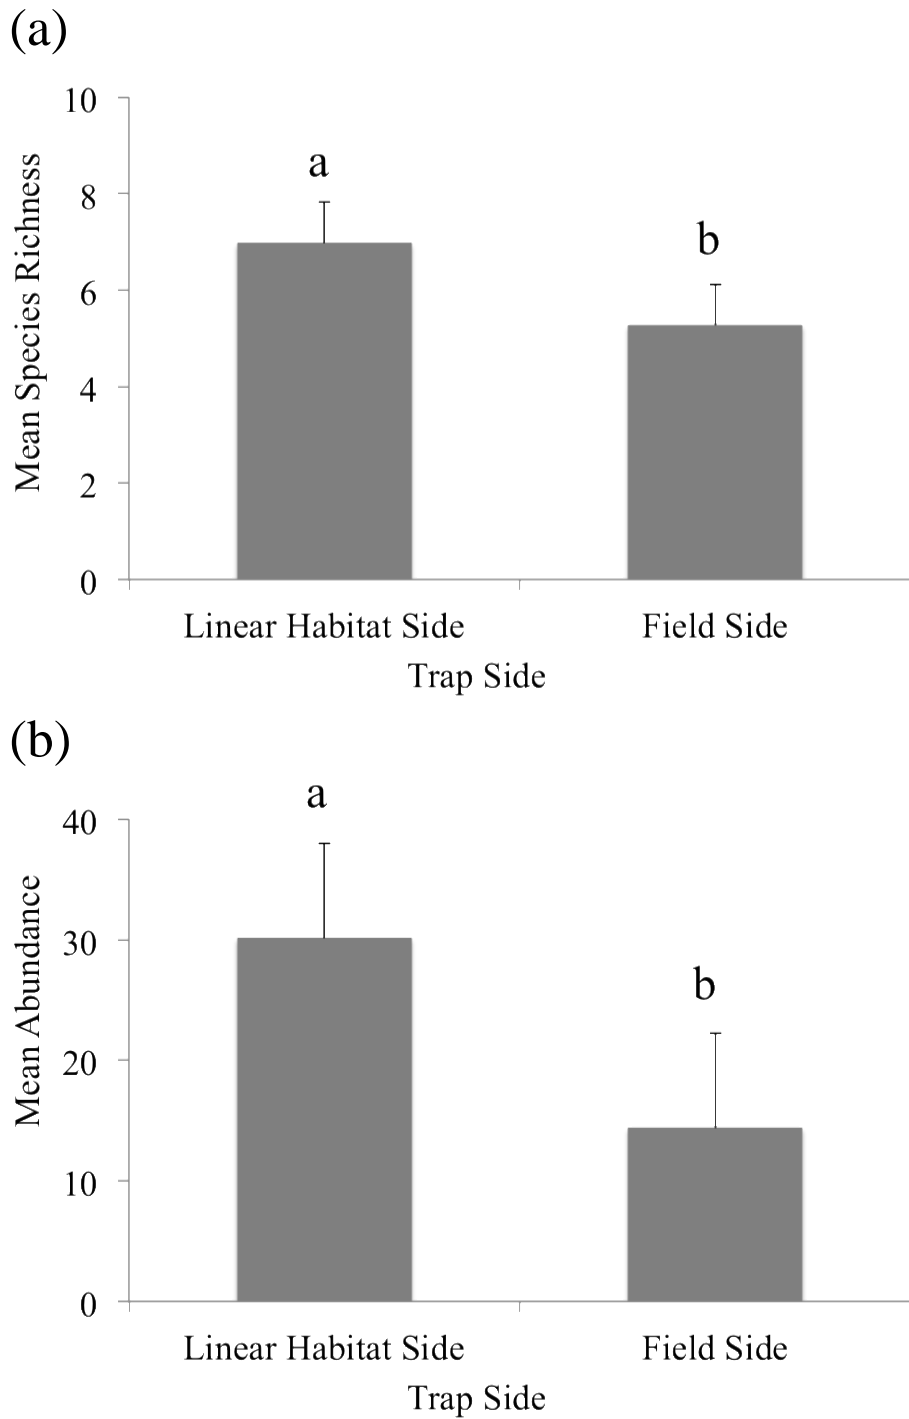 (a)
10
8
6
4
2
0
Mean Species Richness
a
b
Linear Habitat Side
Field Side
Trap Side
(b)
40
30
20
10
0
Mean Abundance
a
b
Linear Habitat Side
Field Side
Trap Side